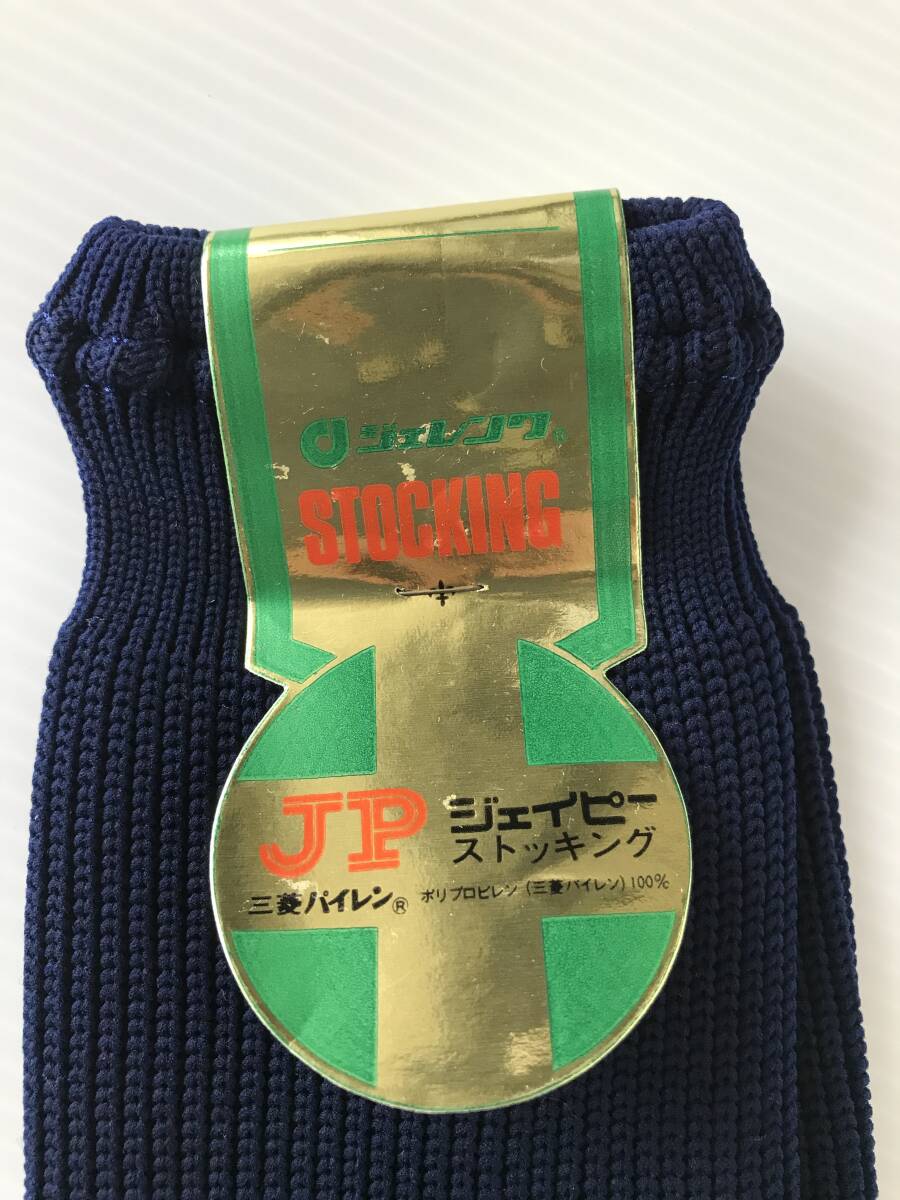 ジェレンク®
STOCKING
JP ジェイピー
ストッキング
三菱パイレン® ポリプロピレン (三菱パイレン) 100%